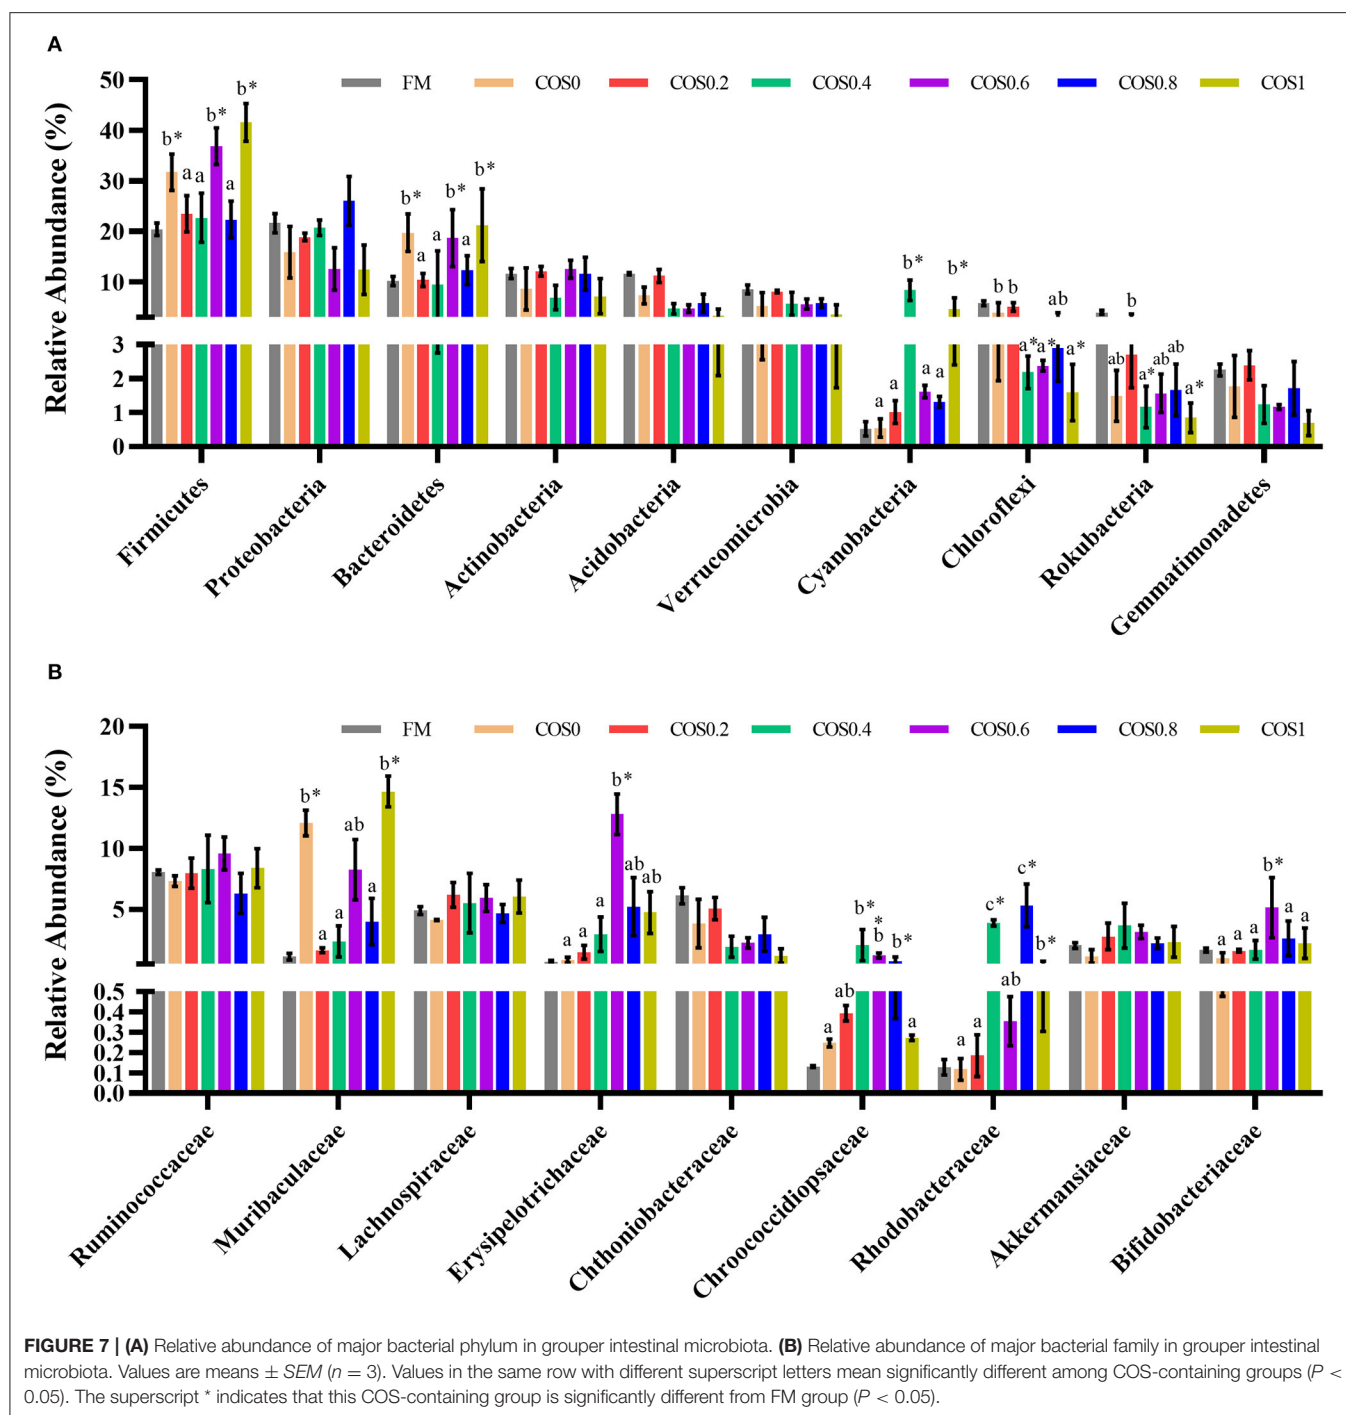 A
FM COS0 COS0.2 COS0.4 COS0.6 COS0.8 COS1
Relative Abundance (%)
50
40
30
20
10
3
2
1
0
b* a a b* a b*
b* a a b* a b*
a a b* a a b*
b b a* a* ab a*
ab b a* ab ab a*
Firmicutes
Proteobacteria
Bacteroidetes
Actinobacteria
Acidobacteria
Verrucomicrobia
Cyanobacteria
Chloroflexi
Rokubacteria
Gemmatimonadetes
B
FM COS0 COS0.2 COS0.4 COS0.6 COS0.8 COS1
Relative Abundance (%)
20
15
10
5
0.5
0.4
0.3
0.2
0.1
0.0
b* a a ab a b*
a a a b* ab ab
a ab b* *b b* a
a a c* ab c* b*
a a a b* a a
Ruminococcaceae
Muribaculaceae
Lachnospiraceae
Erysipelotrichaceae
Chthoniobacteraceae
Chroococcidiopsaceae
Rhodobacteraceae
Akkermansiaceae
Bifidobacteriaceae
FIGURE 7 | (A) Relative abundance of major bacterial phylum in grouper intestinal microbiota. (B) Relative abundance of major bacterial family in grouper intestinal
microbiota. Values are means ± SEM (n = 3). Values in the same row with different superscript letters mean significantly different among COS-containing groups (P <
0.05). The superscript * indicates that this COS-containing group is significantly different from FM group (P < 0.05).